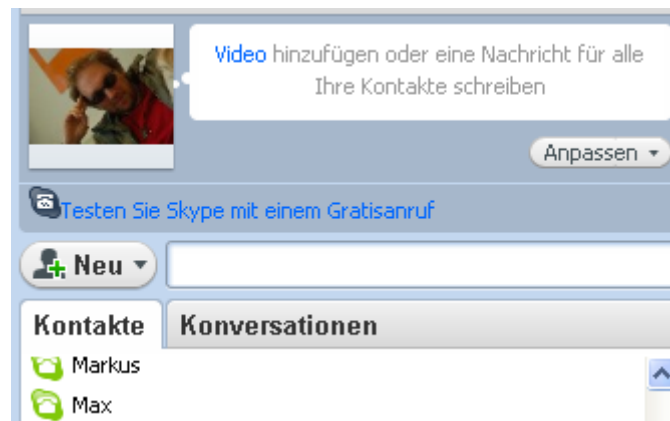 Video hinzufügen oder eine Nachricht für alle
Ihre Kontakte schreiben
Anpassen
Testen Sie Skype mit einem Gratisanruf
Neu
Kontakte Konversationen
Markus
Max